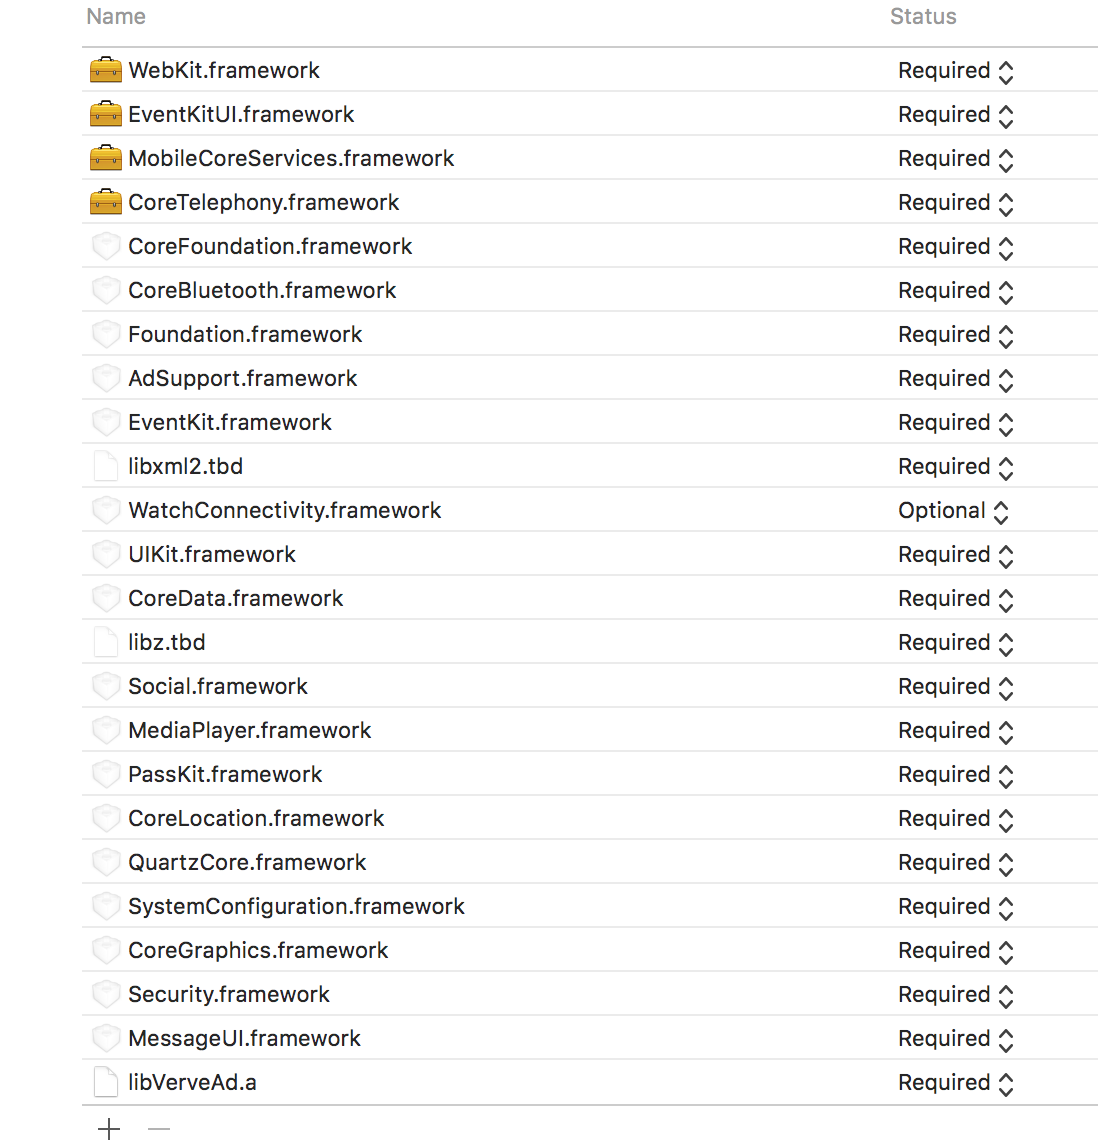 Name Status
WebKit.framework Required
EventKitUI.framework Required
MobileCoreServices.framework Required
CoreTelephony.framework Required
CoreFoundation.framework Required
CoreBluetooth.framework Required
Foundation.framework Required
AdSupport.framework Required
EventKit.framework Required
libxml2.tbd Required
WatchConnectivity.framework Optional
UIKit.framework Required
CoreData.framework Required
libz.tbd Required
Social.framework Required
MediaPlayer.framework Required
PassKit.framework Required
CoreLocation.framework Required
QuartzCore.framework Required
SystemConfiguration.framework Required
CoreGraphics.framework Required
Security.framework Required
MessageUI.framework Required
libVerveAd.a Required